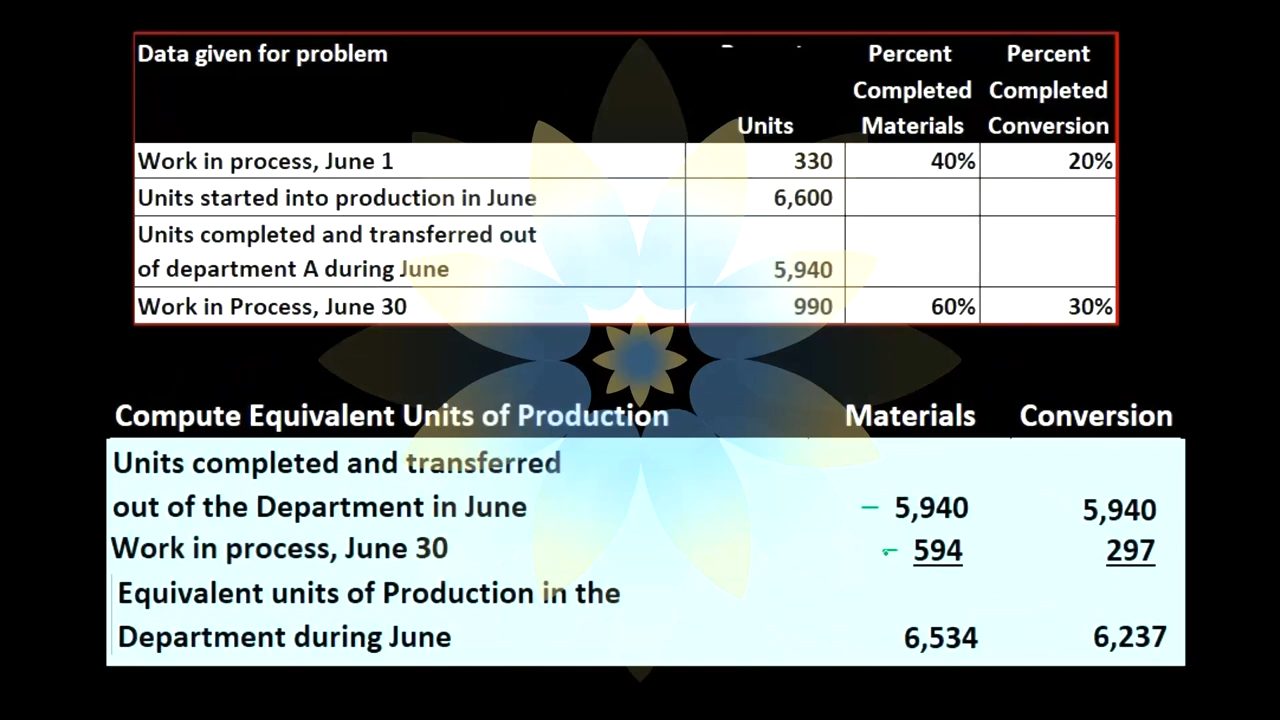 Data given for problem Percent Percent
Completed Completed
Units Materials Conversion
Work in process, June 1 330 40% 20%
Units started into production in June 6,600
Units completed and transferred out
of department A during June 5,940
Work in Process, June 30 990 60% 30%
Compute Equivalent Units of Production Materials Conversion
Units completed and transferred
out of the Department in June 5,940 5,940
Work in process, June 30 594 297
Equivalent units of Production in the
Department during June 6,534 6,237